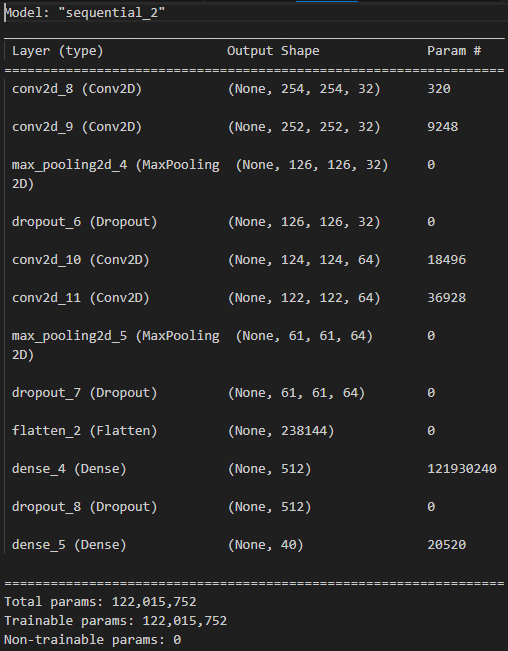 Model: "sequential_2"
_________________________________________________________________
Layer (type)                Output Shape              Param #
=================================================================
conv2d_8 (Conv2D)           (None, 254, 254, 32)      320
conv2d_9 (Conv2D)           (None, 252, 252, 32)      9248
max_pooling2d_4 (MaxPooling  (None, 126, 126, 32)     0
2D)
dropout_6 (Dropout)         (None, 126, 126, 32)      0
conv2d_10 (Conv2D)          (None, 124, 124, 64)      18496
conv2d_11 (Conv2D)          (None, 122, 122, 64)      36928
max_pooling2d_5 (MaxPooling  (None, 61, 61, 64)       0
2D)
dropout_7 (Dropout)         (None, 61, 61, 64)        0
flatten_2 (Flatten)         (None, 238144)            0
dense_4 (Dense)             (None, 512)               121930240
dropout_8 (Dropout)         (None, 512)               0
dense_5 (Dense)             (None, 40)                20520
=================================================================
Total params: 122,015,752
Trainable params: 122,015,752
Non-trainable params: 0